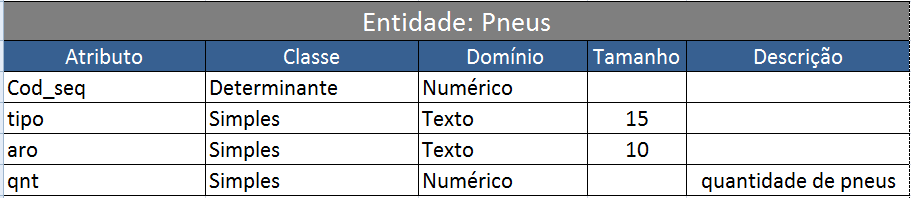 Entidade: Pneus
Atributo Classe Domínio Tamanho Descrição
Cod_seq Determinante Numérico
tipo Simples Texto 15
aro Simples Texto 10
qnt Simples Numérico quantidade de pneus